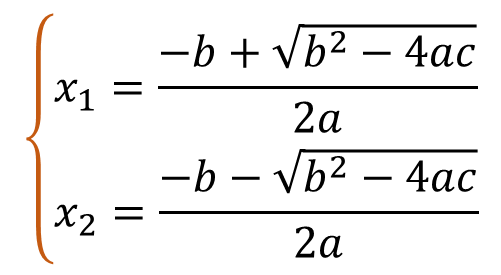 x₁ = (−b + √(b² − 4ac)) / (2a)
x₂ = (−b − √(b² − 4ac)) / (2a)